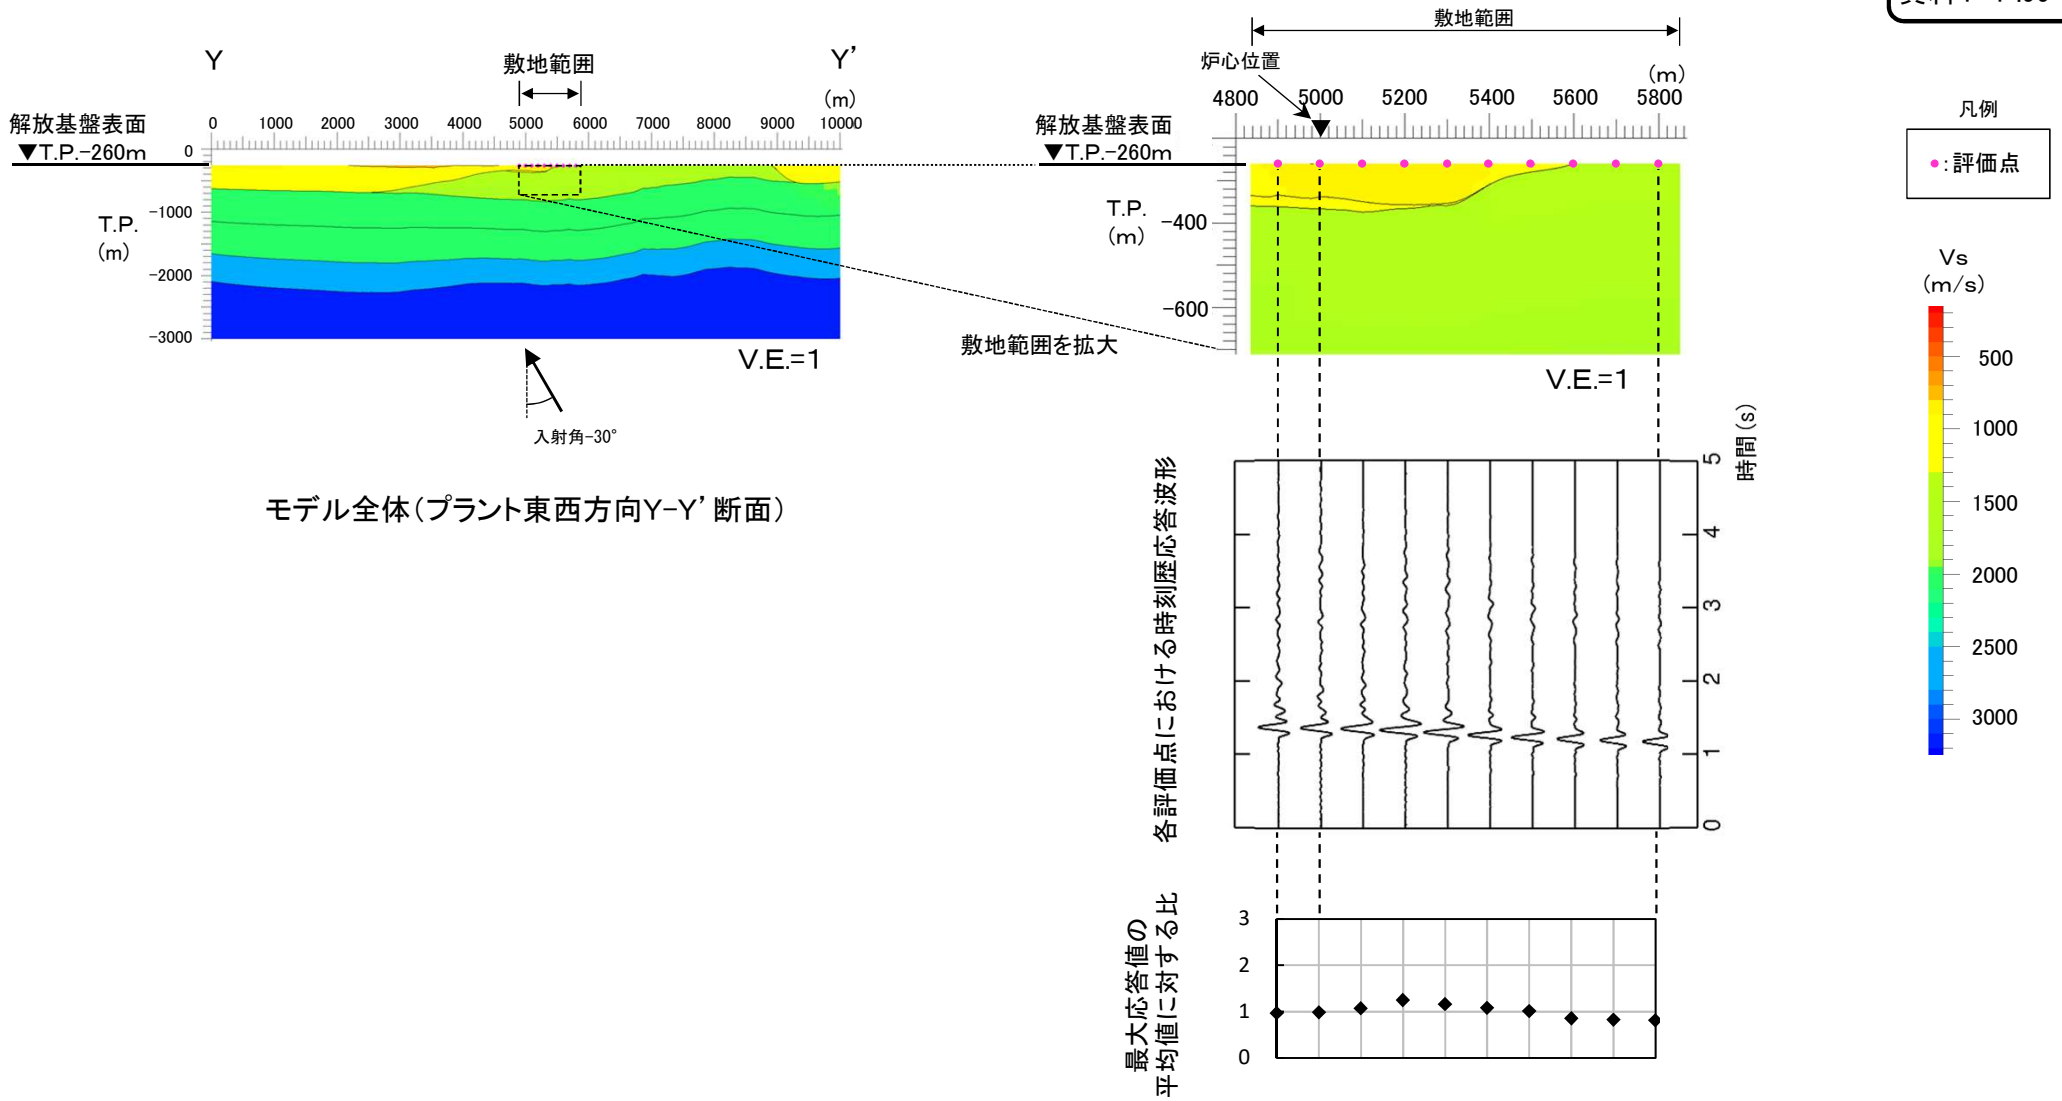 Y
Y’
敷地範囲
(m)
0 1000 2000 3000 4000 5000 6000 7000 8000 9000 10000
解放基盤表面
▼T.P.-260m
0
-1000
-2000
-3000
T.P.
(m)
V.E.=1
入射角-30°
モデル全体(プラント東西方向Y-Y’断面)
敷地範囲
炉心位置
(m)
4800 5000 5200 5400 5600 5800
解放基盤表面
▼T.P.-260m
T.P.
(m)
-400
-600
敷地範囲を拡大
V.E.=1
各評価点における時刻歴応答波形
時間(s)
5
4
3
2
1
0
最大応答値の
平均値に対する比
3
2
1
0
凡例
●:評価点
Vs
(m/s)
500
1000
1500
2000
2500
3000